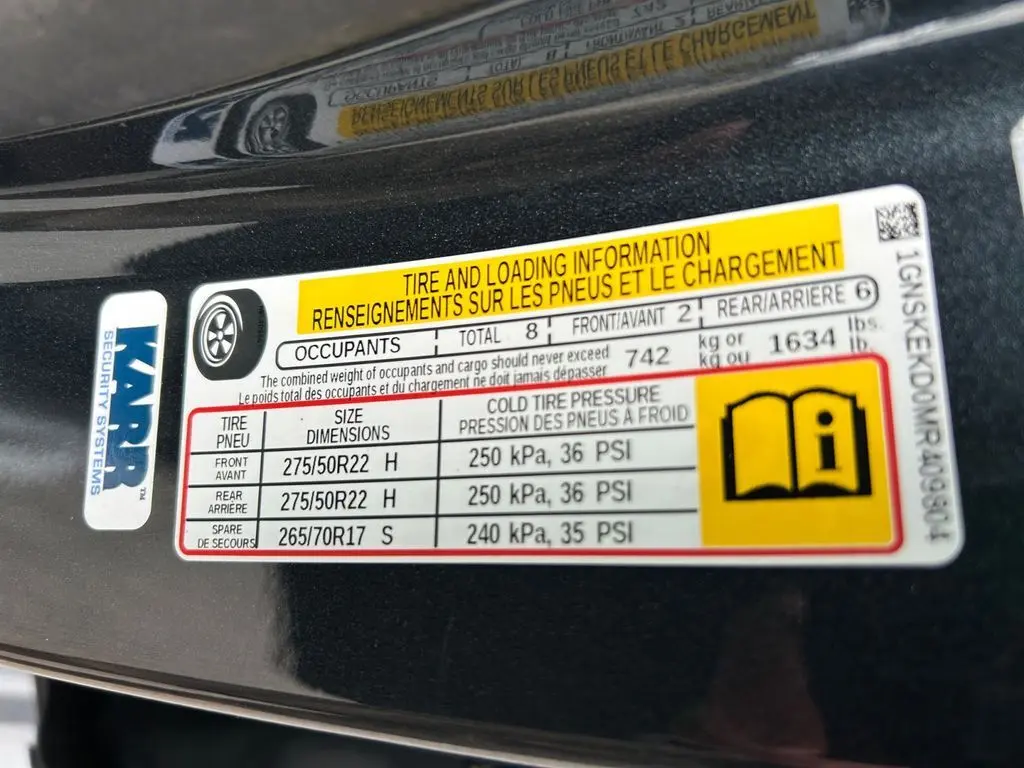 TIRE AND LOADING INFORMATION
RENSEIGNEMENTS SUR LES PNEUS ET LE CHARGEMENT
OCCUPANTS TOTAL 8 FRONT/AVANT 2 REAR/ARRIERE 6
The combined weight of occupants and cargo should never exceed 742 kg or 1634 lbs.
Le poids total des occupants et du chargement ne doit jamais dépasser kg ou lb.
TIRE PNEU
SIZE DIMENSIONS
COLD TIRE PRESSURE
PRESSION DES PNEUS A FROID
FRONT AVANT 275/50R22 H 250 kPa, 36 PSI
REAR ARRIERE 275/50R22 H 250 kPa, 36 PSI
SPARE DE SECOURS 265/70R17 S 240 kPa, 35 PSI
1GNSKEKD0MR409804
KARR™
SECURITY SYSTEMS